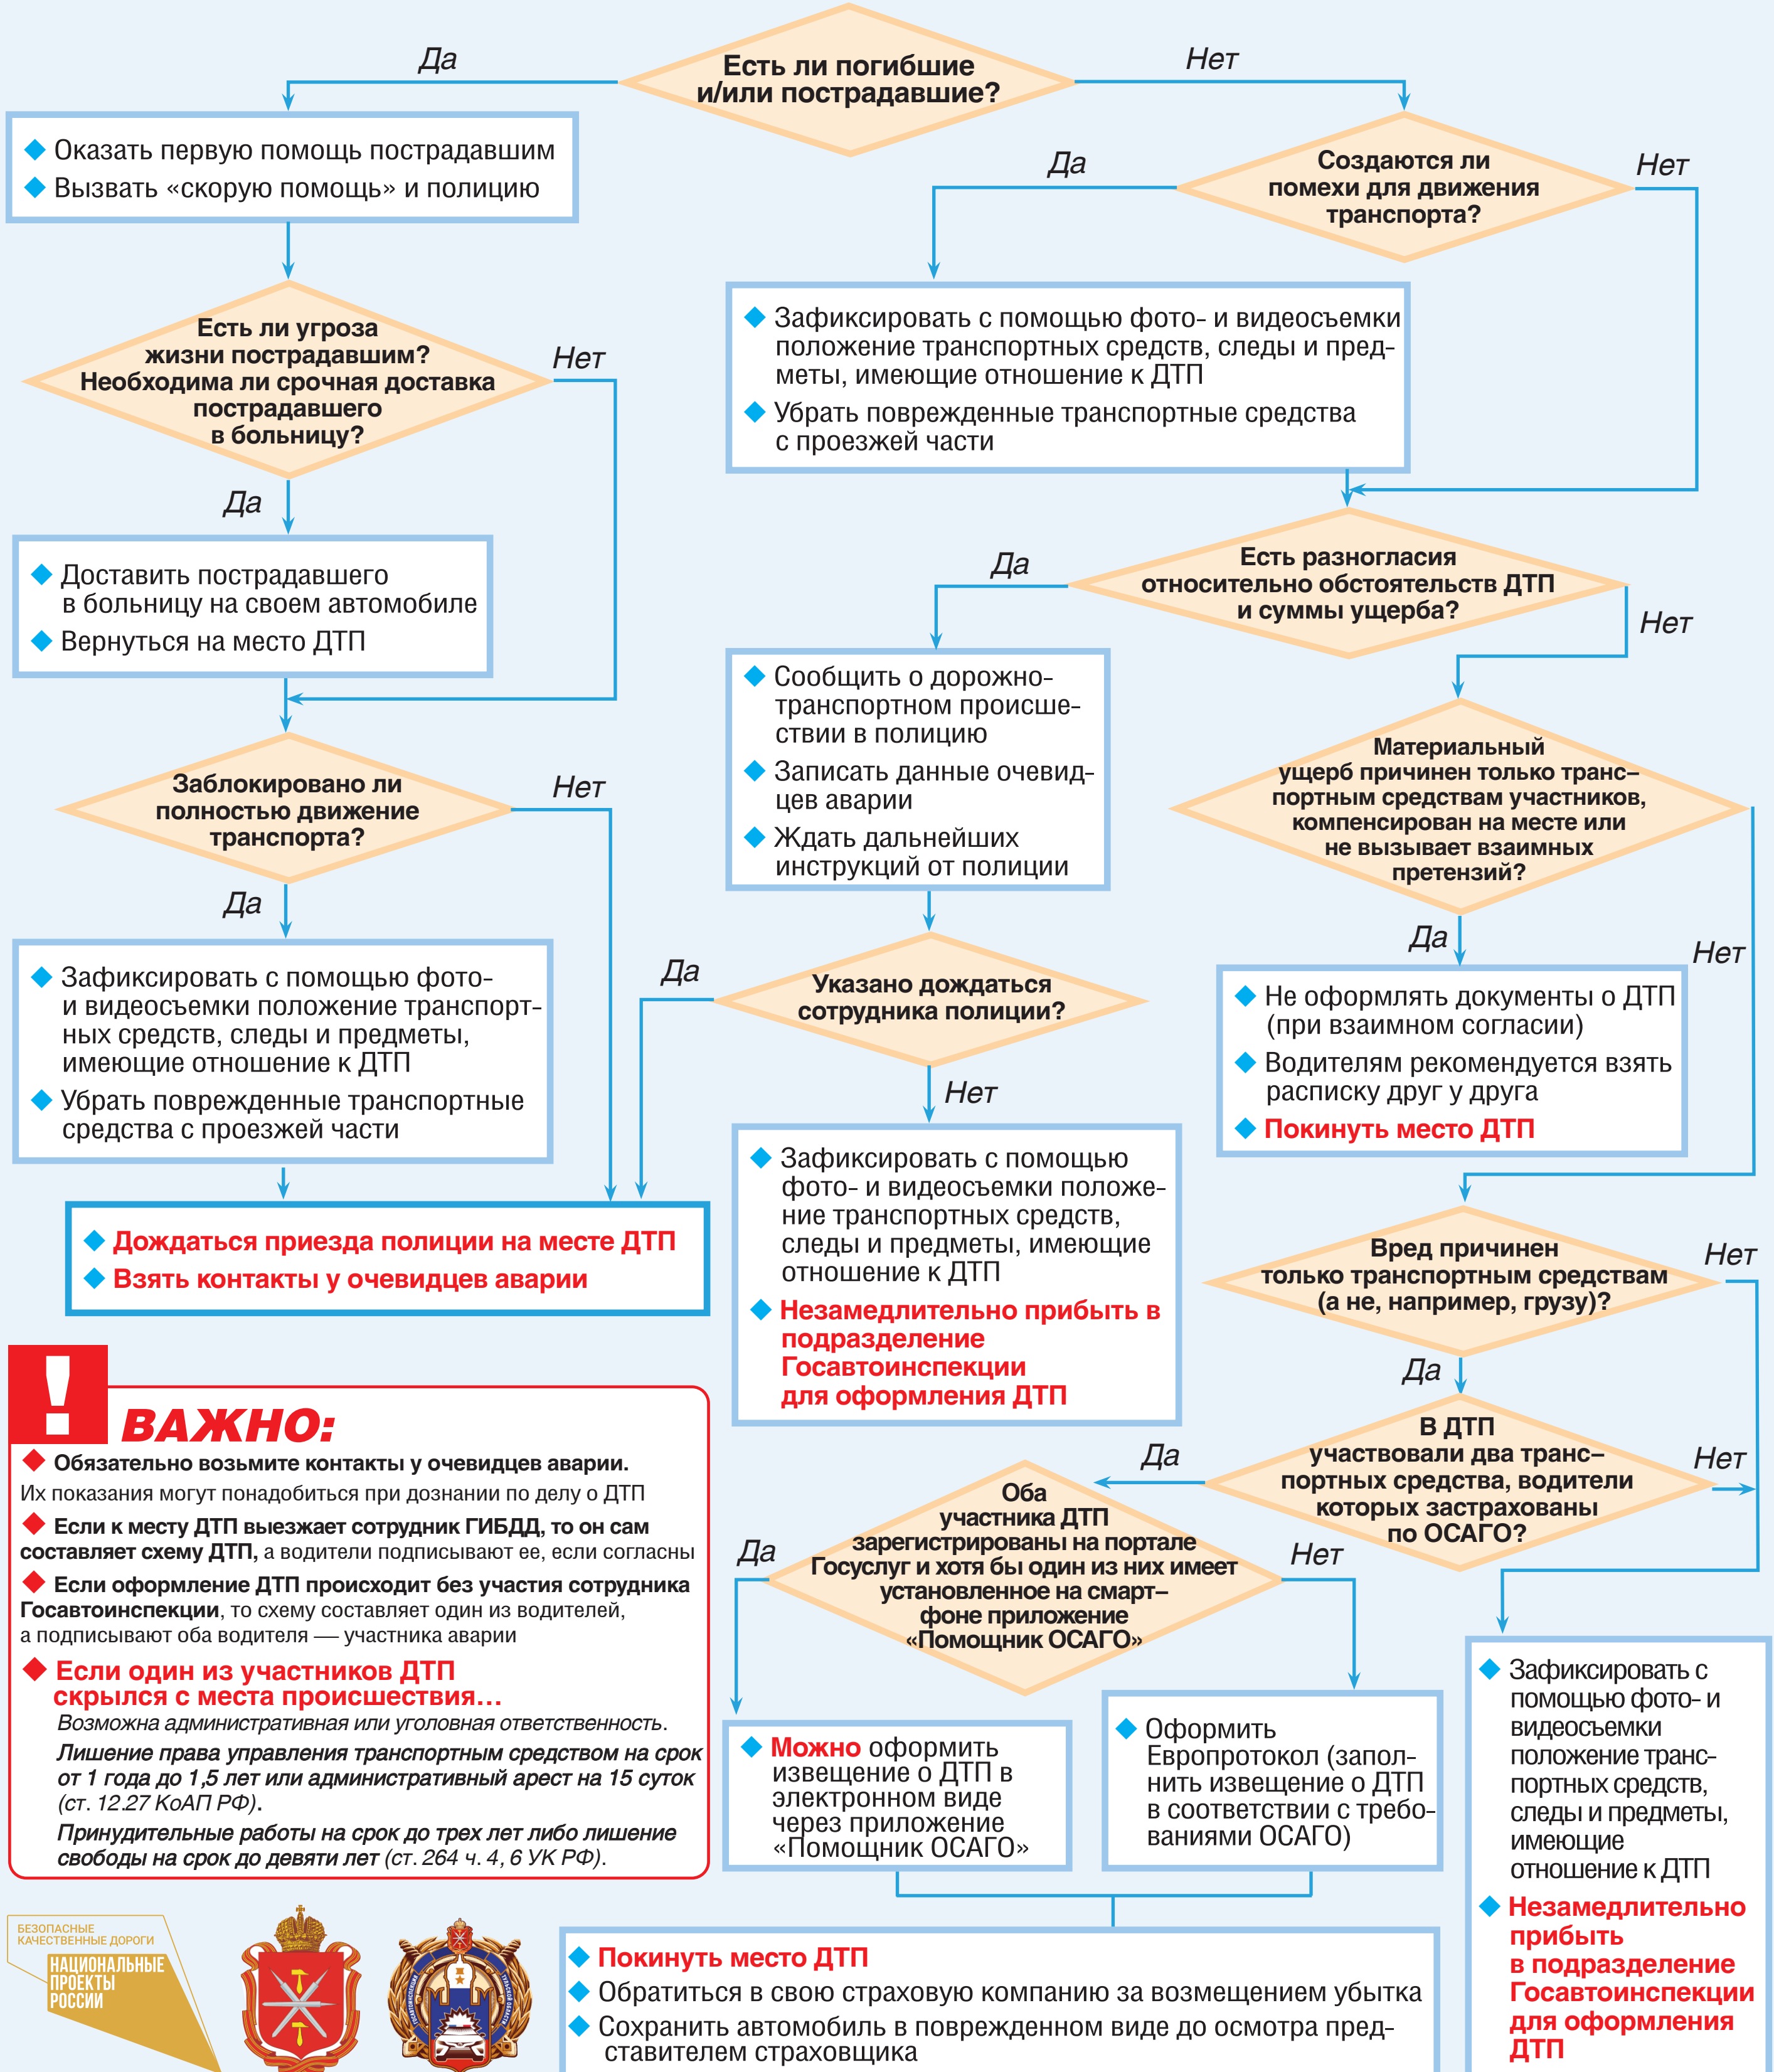 Есть ли погибшие
и/или пострадавшие?
Да
Нет
Оказать первую помощь пострадавшим
Вызвать «скорую помощь» и полицию
Создаются ли
помехи для движения
транспорта?
Да
Нет
Есть ли угроза
жизни пострадавшим?
Необходима ли срочная доставка
пострадавшего
в больницу?
Нет
Да
Зафиксировать с помощью фото- и видеосъемки
положение транспортных средств, следы и пред-
меты, имеющие отношение к ДТП
Убрать поврежденные транспортные средства
с проезжей части
Доставить пострадавшего
в больницу на своем автомобиле
Вернуться на место ДТП
Есть разногласия
относительно обстоятельств ДТП
и суммы ущерба?
Да
Нет
Заблокировано ли
полностью движение
транспорта?
Нет
Да
Сообщить о дорожно-
транспортном происше-
ствии в полицию
Записать данные очевид-
цев аварии
Ждать дальнейших
инструкций от полиции
Материальный
ущерб причинен только транс-
портным средствам участников,
компенсирован на месте или
не вызывает взаимных
претензий?
Да
Нет
Зафиксировать с помощью фото-
и видеосъемки положение транспорт-
ных средств, следы и предметы,
имеющие отношение к ДТП
Убрать поврежденные транспортные
средства с проезжей части
Указано дождаться
сотрудника полиции?
Да
Нет
Не оформлять документы о ДТП
(при взаимном согласии)
Водителям рекомендуется взять
расписку друг у друга
Покинуть место ДТП
Дождаться приезда полиции на месте ДТП
Взять контакты у очевидцев аварии
Зафиксировать с помощью
фото- и видеосъемки положе-
ние транспортных средств,
следы и предметы, имеющие
отношение к ДТП
Незамедлительно прибыть в
подразделение
Госавтоинспекции
для оформления ДТП
Вред причинен
только транспортным средствам
(а не, например, грузу)?
Нет
Да
В ДТП
участвовали два транс-
портных средства, водители
которых застрахованы
по ОСАГО?
Да
Нет
Оба
участника ДТП
зарегистрированы на портале
Госуслуг и хотя бы один из них имеет
установленное на смарт-
фоне приложение
«Помощник ОСАГО»
Да
Нет
Можно оформить
извещение о ДТП в
электронном виде
через приложение
«Помощник ОСАГО»
Оформить
Европротокол (запол-
нить извещение о ДТП
в соответствии с требо-
ваниями ОСАГО)
Зафиксировать с
помощью фото- и
видеосъемки
положение транс-
портных средств,
следы и предметы,
имеющие
отношение к ДТП
Незамедлительно
прибыть
в подразделение
Госавтоинспекции
для оформления
ДТП
Покинуть место ДТП
Обратиться в свою страховую компанию за возмещением убытка
Сохранить автомобиль в поврежденном виде до осмотра пред-
ставителем страховщика
!
ВАЖНО:
Обязательно возьмите контакты у очевидцев аварии.
Их показания могут понадобиться при дознании по делу о ДТП
Если к месту ДТП выезжает сотрудник ГИБДД, то он сам
составляет схему ДТП, а водители подписывают ее, если согласны
Если оформление ДТП происходит без участия сотрудника
Госавтоинспекции, то схему составляет один из водителей,
а подписывают оба водителя — участника аварии
Если один из участников ДТП
скрылся с места происшествия...
Возможна административная или уголовная ответственность.
Лишение права управления транспортным средством на срок
от 1 года до 1,5 лет или административный арест на 15 суток
(ст. 12.27 КоАП РФ).
Принудительные работы на срок до трех лет либо лишение
свободы на срок до девяти лет (ст. 264 ч. 4, 6 УК РФ).
БЕЗОПАСНЫЕ
КАЧЕСТВЕННЫЕ ДОРОГИ
НАЦИОНАЛЬНЫЕ
ПРОЕКТЫ
РОССИИ